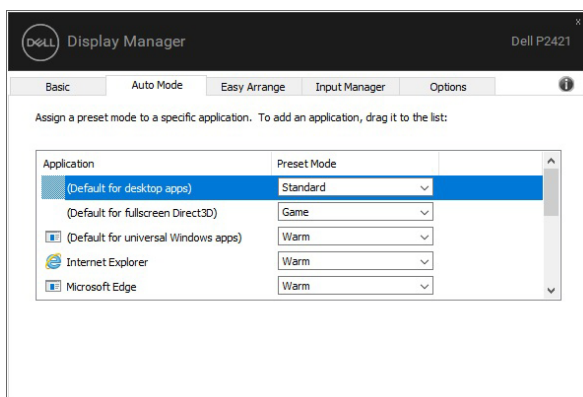 x
DELL Display Manager Dell P2421
Basic Auto Mode Easy Arrange Input Manager Options
Assign a preset mode to a specific application. To add an application, drag it to the list:
Application Preset Mode
(Default for desktop apps) Standard
(Default for fullscreen Direct3D) Game
(Default for universal Windows apps) Warm
Internet Explorer Warm
Microsoft Edge Warm